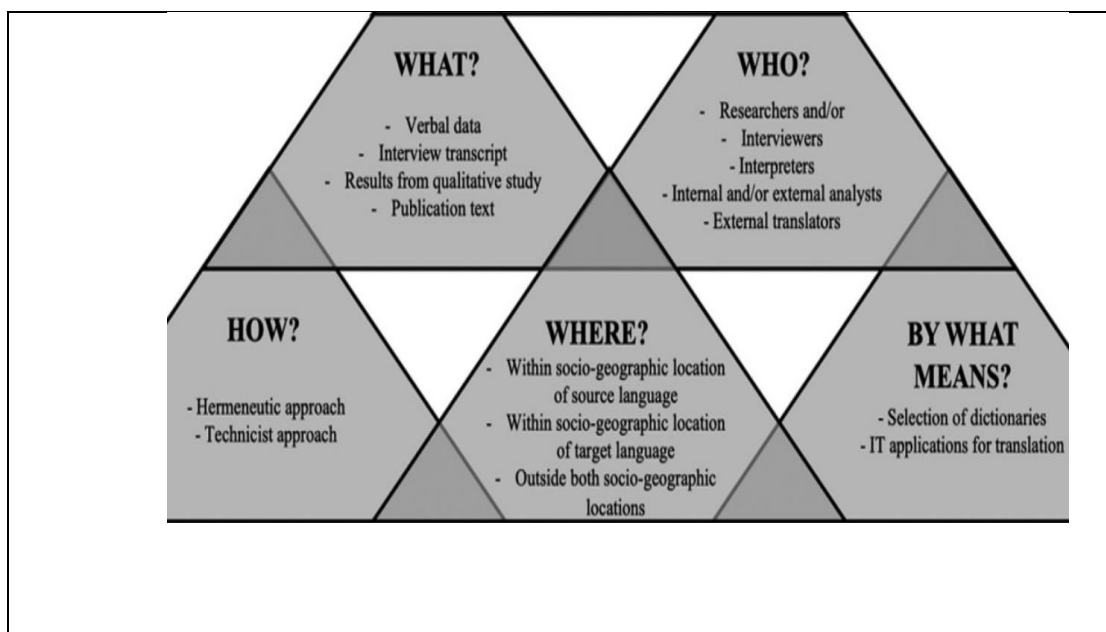 WHAT?
- Verbal data
- Interview transcript
- Results from qualitative study
- Publication text
WHO?
- Researchers and/or
- Interviewers
- Interpreters
- Internal and/or external analysts
- External translators
HOW?
- Hermeneutic approach
- Technicist approach
WHERE?
- Within socio-geographic location
of source language
- Within socio-geographic location
of target language
- Outside both socio-geographic
locations
BY WHAT
MEANS?
- Selection of dictionaries
- IT applications for translation